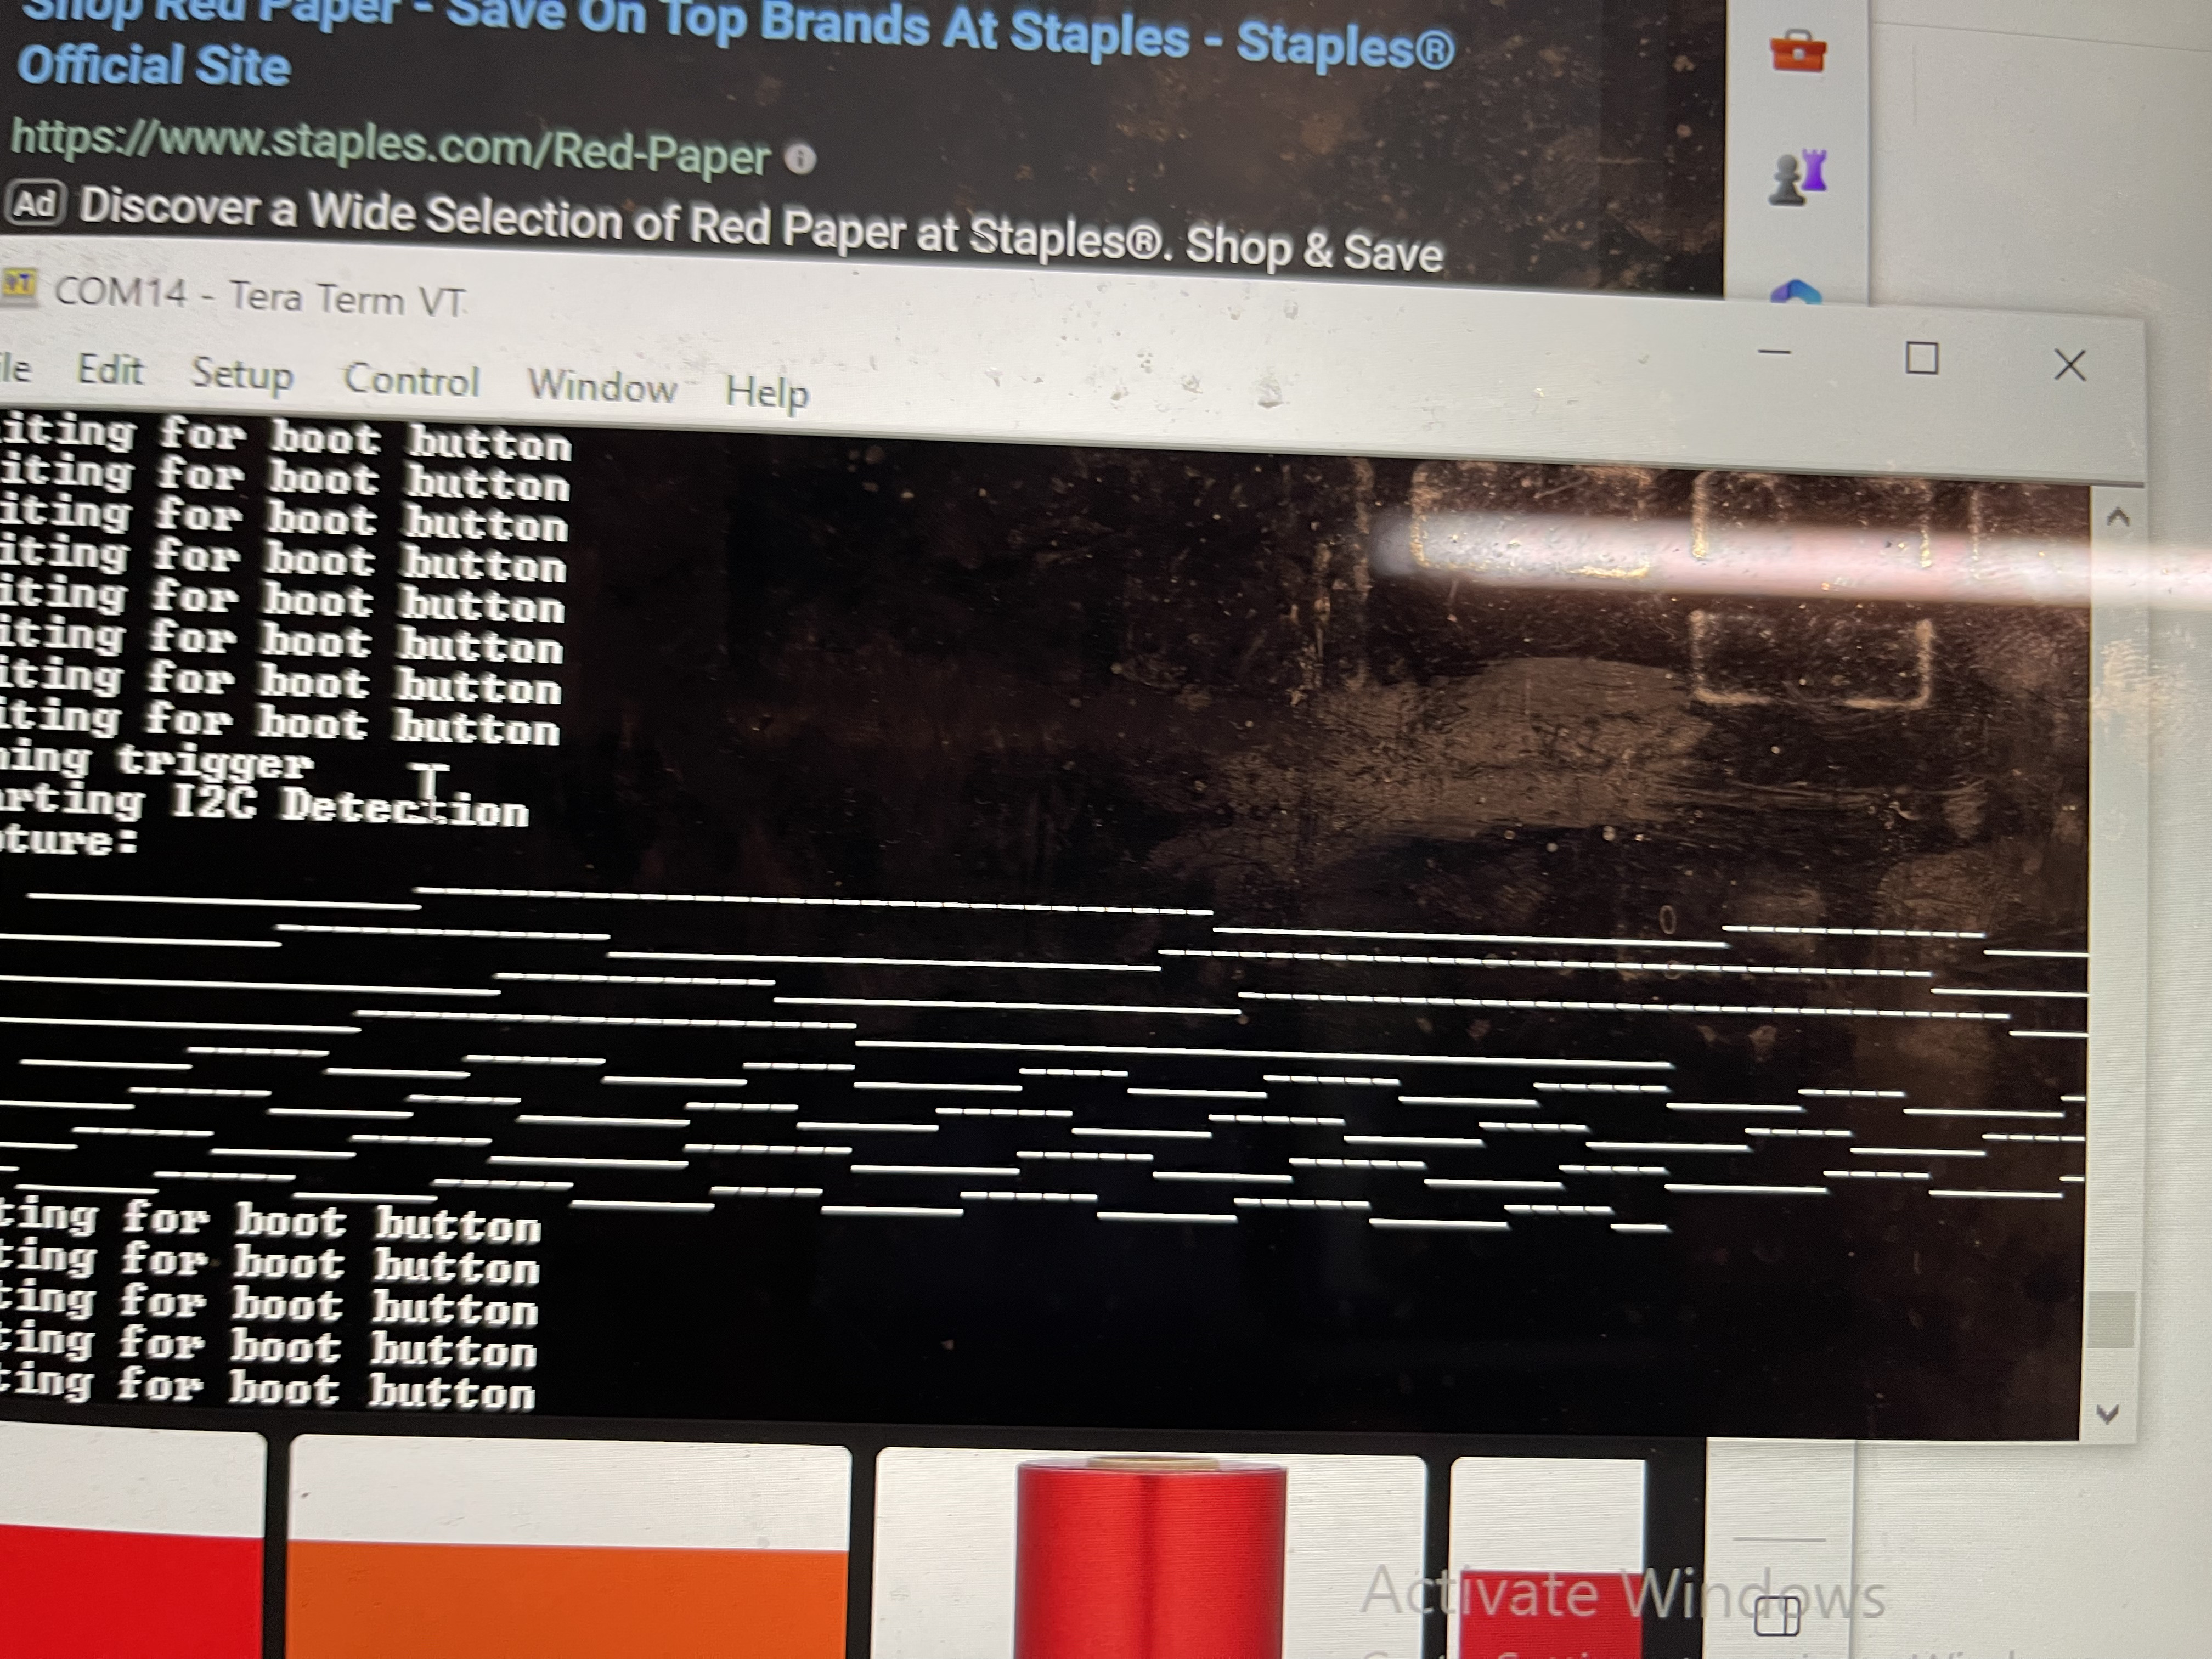 Shop Red Paper - Save On Top Brands At Staples - Staples®
Official Site
https://www.staples.com/Red-Paper
Ad Discover a Wide Selection of Red Paper at Staples®. Shop & Save
COM14 - Tera Term VT
ile Edit Setup Control Window Help
iting for boot button
iting for boot button
iting for boot button
iting for boot button
iting for boot button
iting for boot button
iting for boot button
iting for boot button
ning trigger
rting I2C Detection
pture:
ting for boot button
ting for boot button
ting for boot button
ting for boot button
ting for boot button
Activate Windows